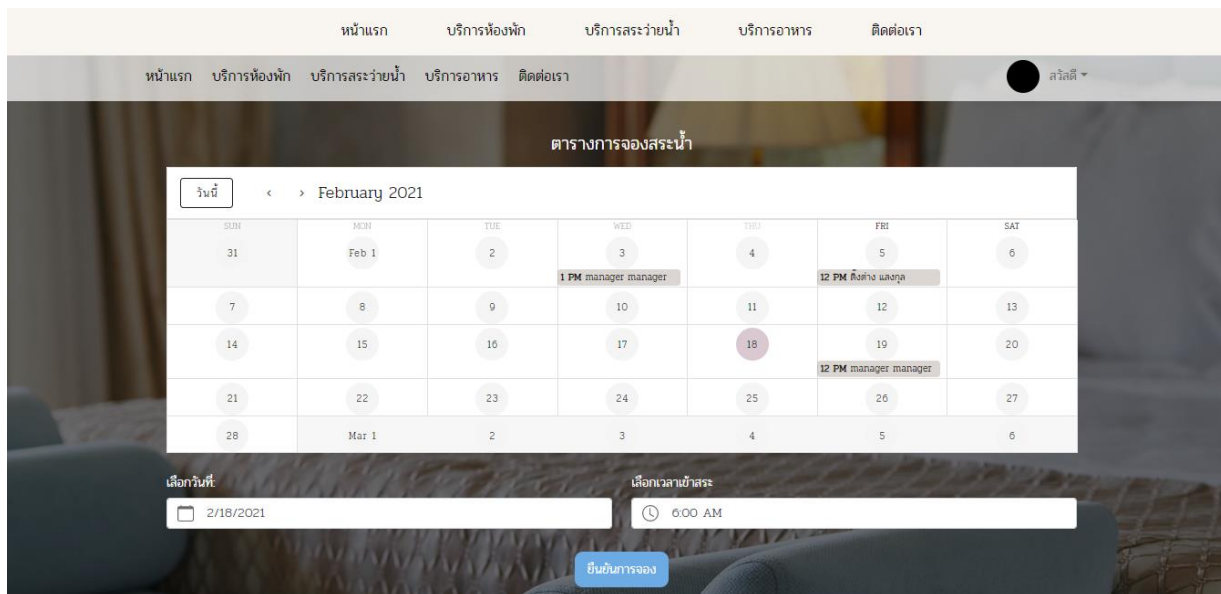 หน้าแรก บริการห้องพัก บริการสระว่ายน้ำ บริการอาหาร ติดต่อเรา
หน้าแรก บริการห้องพัก บริการสระว่ายน้ำ บริการอาหาร ติดต่อเรา สวัสดี
ตารางการจองสระน้ำ
วันนี้ ‹ › February 2021
SUN MON TUE WED THU FRI SAT
31 Feb 1 2 3 4 5 6
1 PM manager manager 12 PM ติ๊งต่าง แสงกุล
7 8 9 10 11 12 13
14 15 16 17 18 19 20
12 PM manager manager
21 22 23 24 25 26 27
28 Mar 1 2 3 4 5 6
เลือกวันที่: เลือกเวลาเข้าสระ
2/18/2021 6:00 AM
ยืนยันการจอง